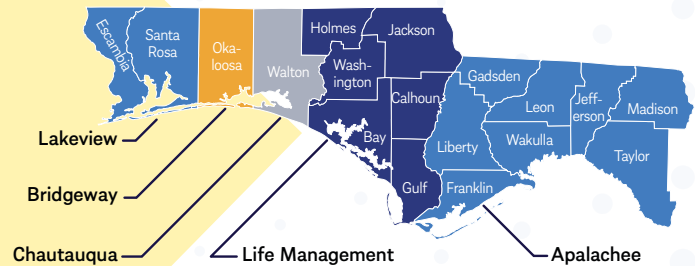 Escambia
Santa
Rosa
Oka-
loosa
Walton
Holmes
Jackson
Wash-
ington
Calhoun
Bay
Gulf
Gadsden
Leon
Jeff-
erson
Madison
Liberty
Wakulla
Taylor
Franklin
Lakeview
Bridgeway
Chautauqua
Life Management
Apalachee